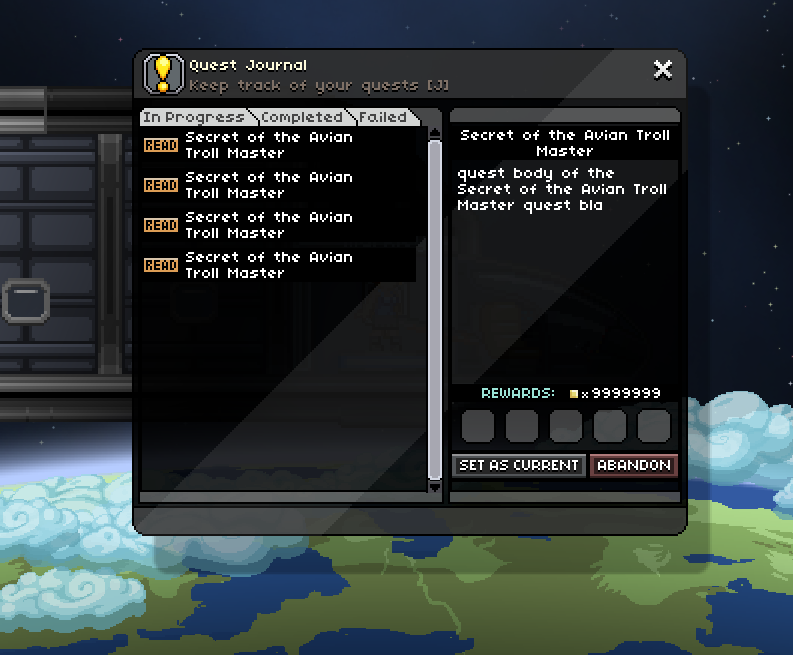 Quest Journal
Keep track of your quests [J]
In Progress Completed Failed
READ Secret of the Avian
Troll Master
READ Secret of the Avian
Troll Master
READ Secret of the Avian
Troll Master
READ Secret of the Avian
Troll Master
Secret of the Avian Troll
Master
quest body of the
Secret of the Avian Troll
Master quest bla
REWARDS: x9999999
SET AS CURRENT ABANDON